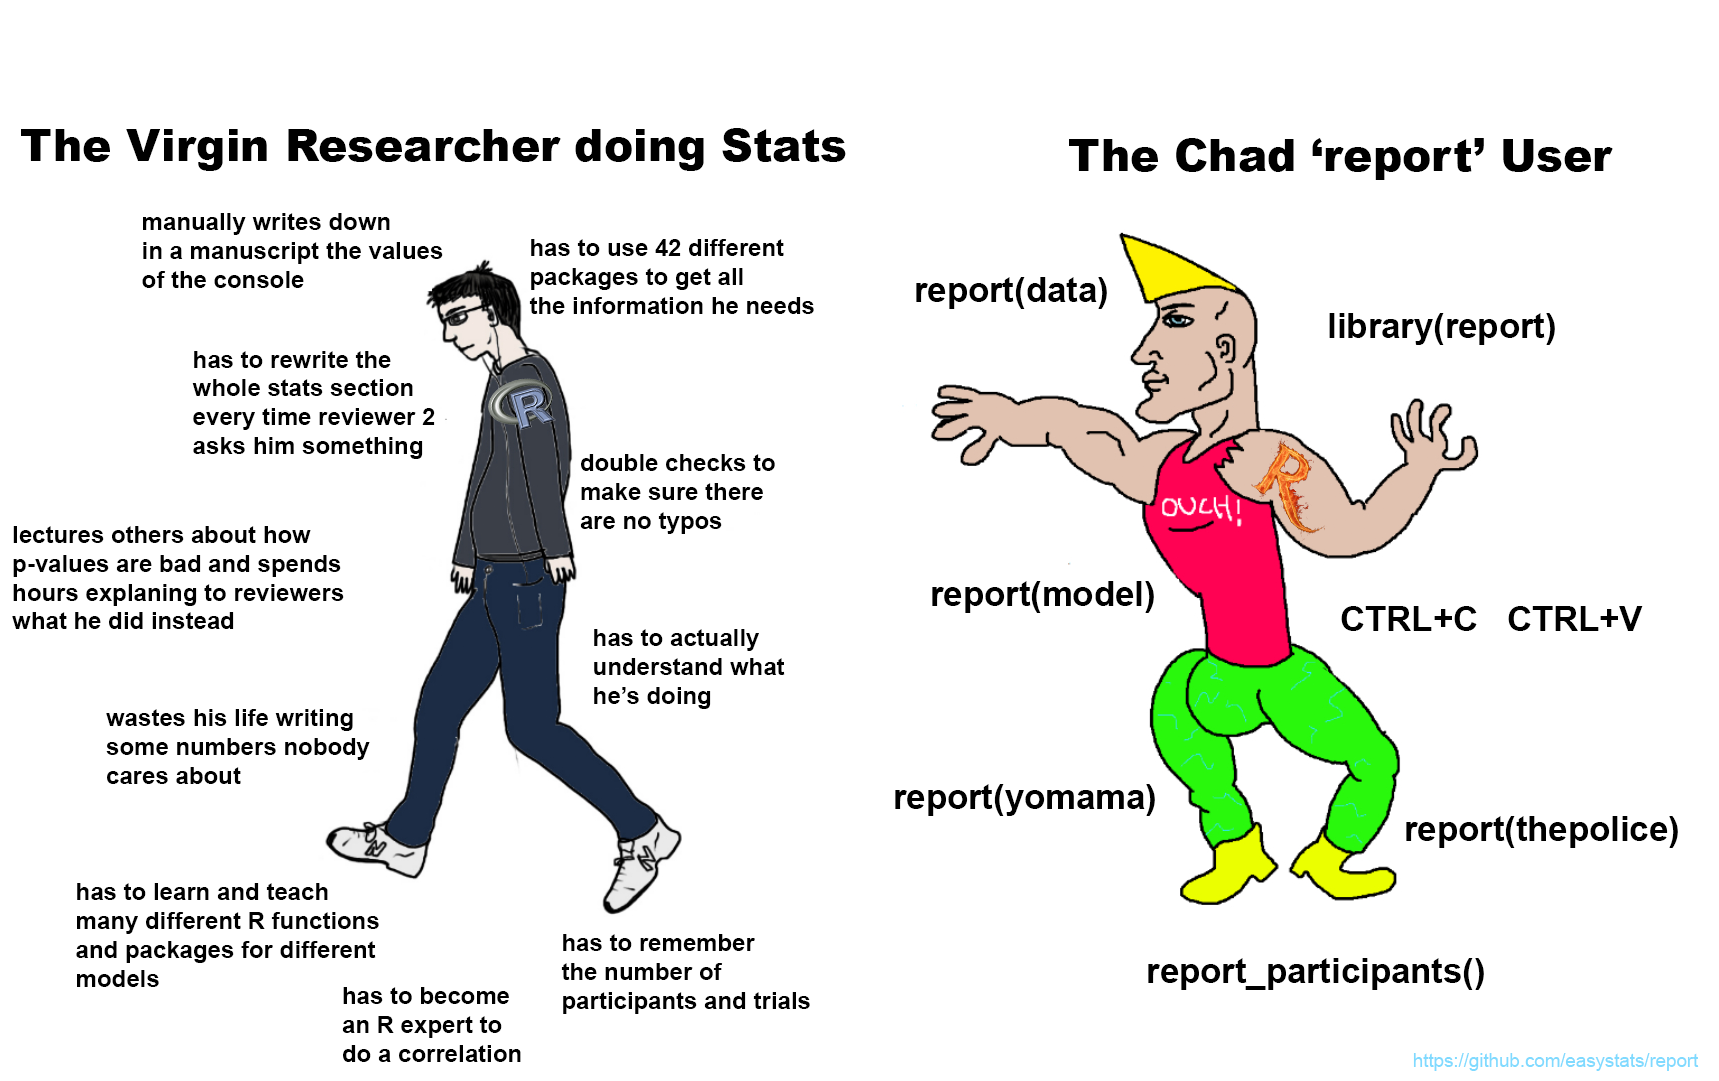 The Virgin Researcher doing Stats
manually writes down
in a manuscript the values
of the console
has to use 42 different
packages to get all
the information he needs
has to rewrite the
whole stats section
every time reviewer 2
asks him something
R
double checks to
make sure there
are no typos
lectures others about how
p-values are bad and spends
hours explaning to reviewers
what he did instead
has to actually
understand what
he's doing
wastes his life writing
some numbers nobody
cares about
N
N
has to learn and teach
many different R functions
and packages for different
models
has to remember
the number of
participants and trials
has to become
an R expert to
do a correlation
The Chad ‘report’ User
report(data)
library(report)
R
OUCH!
report(model)
CTRL+C CTRL+V
report(yomama)
report(thepolice)
report_participants()
https://github.com/easystats/report